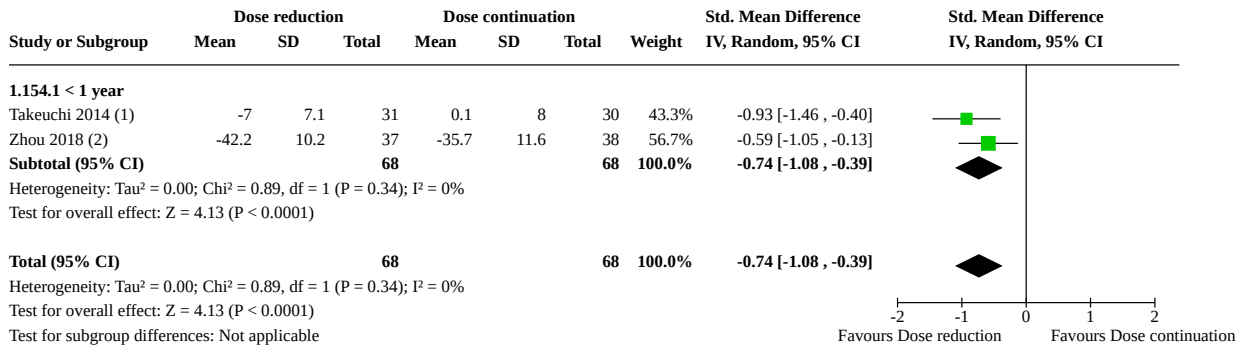 Dose reduction Dose continuation Std. Mean Difference Std. Mean Difference
Study or Subgroup Mean SD Total Mean SD Total Weight IV, Random, 95% CI IV, Random, 95% CI
1.154.1 < 1 year
Takeuchi 2014 (1) -7 7.1 31 0.1 8 30 43.3% -0.93 [-1.46 , -0.40]
Zhou 2018 (2) -42.2 10.2 37 -35.7 11.6 38 56.7% -0.59 [-1.05 , -0.13]
Subtotal (95% CI) 68 68 100.0% -0.74 [-1.08 , -0.39]
Heterogeneity: Tau² = 0.00; Chi² = 0.89, df = 1 (P = 0.34); I² = 0%
Test for overall effect: Z = 4.13 (P < 0.0001)
Total (95% CI) 68 68 100.0% -0.74 [-1.08 , -0.39]
Heterogeneity: Tau² = 0.00; Chi² = 0.89, df = 1 (P = 0.34); I² = 0%
Test for overall effect: Z = 4.13 (P < 0.0001)
-2 -1 0 1 2
Test for subgroup differences: Not applicable Favours Dose reduction Favours Dose continuation